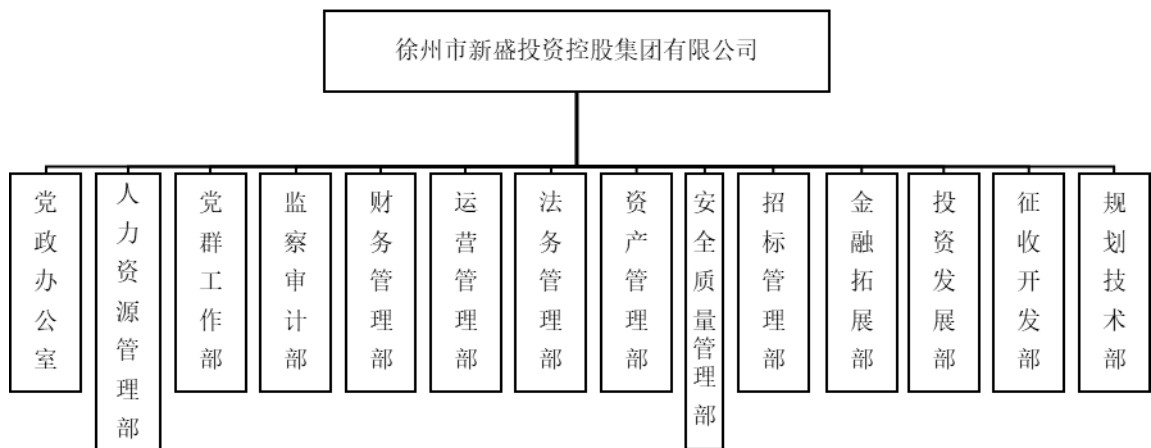 徐州市新盛投资控股集团有限公司
党政办公室
人力资源管理部
党群工作部
监察审计部
财务管理部
运营管理部
法务管理部
资产管理部
安全质量管理部
招标管理部
金融拓展部
投资发展部
征收开发部
规划技术部